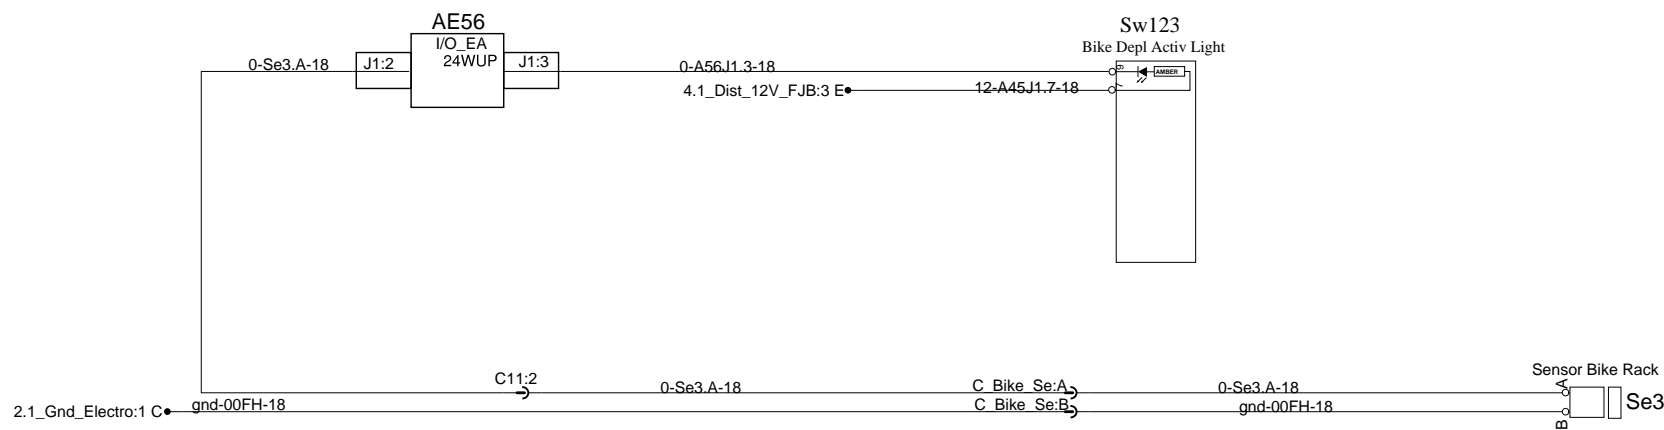 AE56
I/O_EA
24WUP
J1:2
J1:3
0-Se3.A-18
0-A56J1.3-18
4.1_Dist_12V_FJB:3 E
12-A45J1.7-18
Sw123
Bike Depl Activ Light
9
7
AMBER
C11:2
0-Se3.A-18
C_Bike_Se:A
0-Se3.A-18
Sensor Bike Rack
A
Se3
2.1_Gnd_Electro:1 C
gnd-00FH-18
C_Bike_Se:B
gnd-00FH-18
B